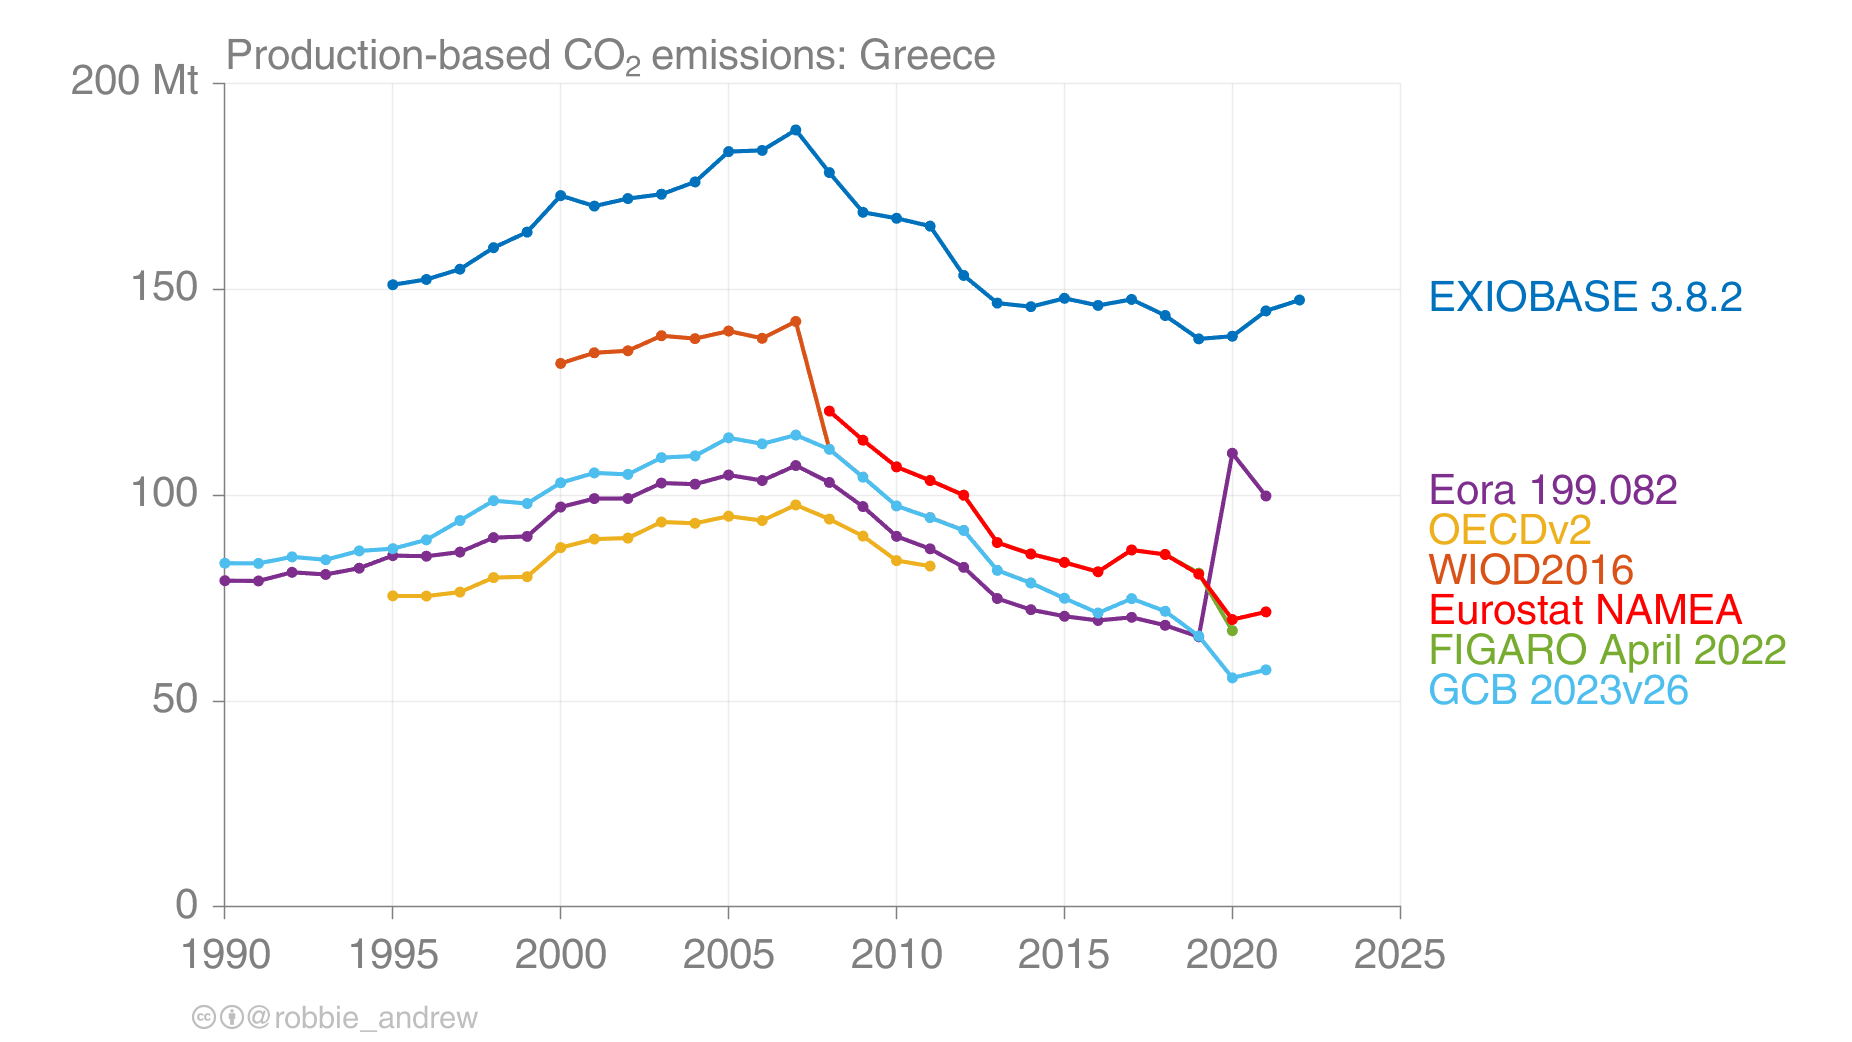 Production-based CO₂ emissions: Greece
200 Mt
150
100
50
0
1990 1995 2000 2005 2010 2015 2020 2025
EXIOBASE 3.8.2
Eora 199.082
OECDv2
WIOD2016
Eurostat NAMEA
FIGARO April 2022
GCB 2023v26
@robbie_andrew